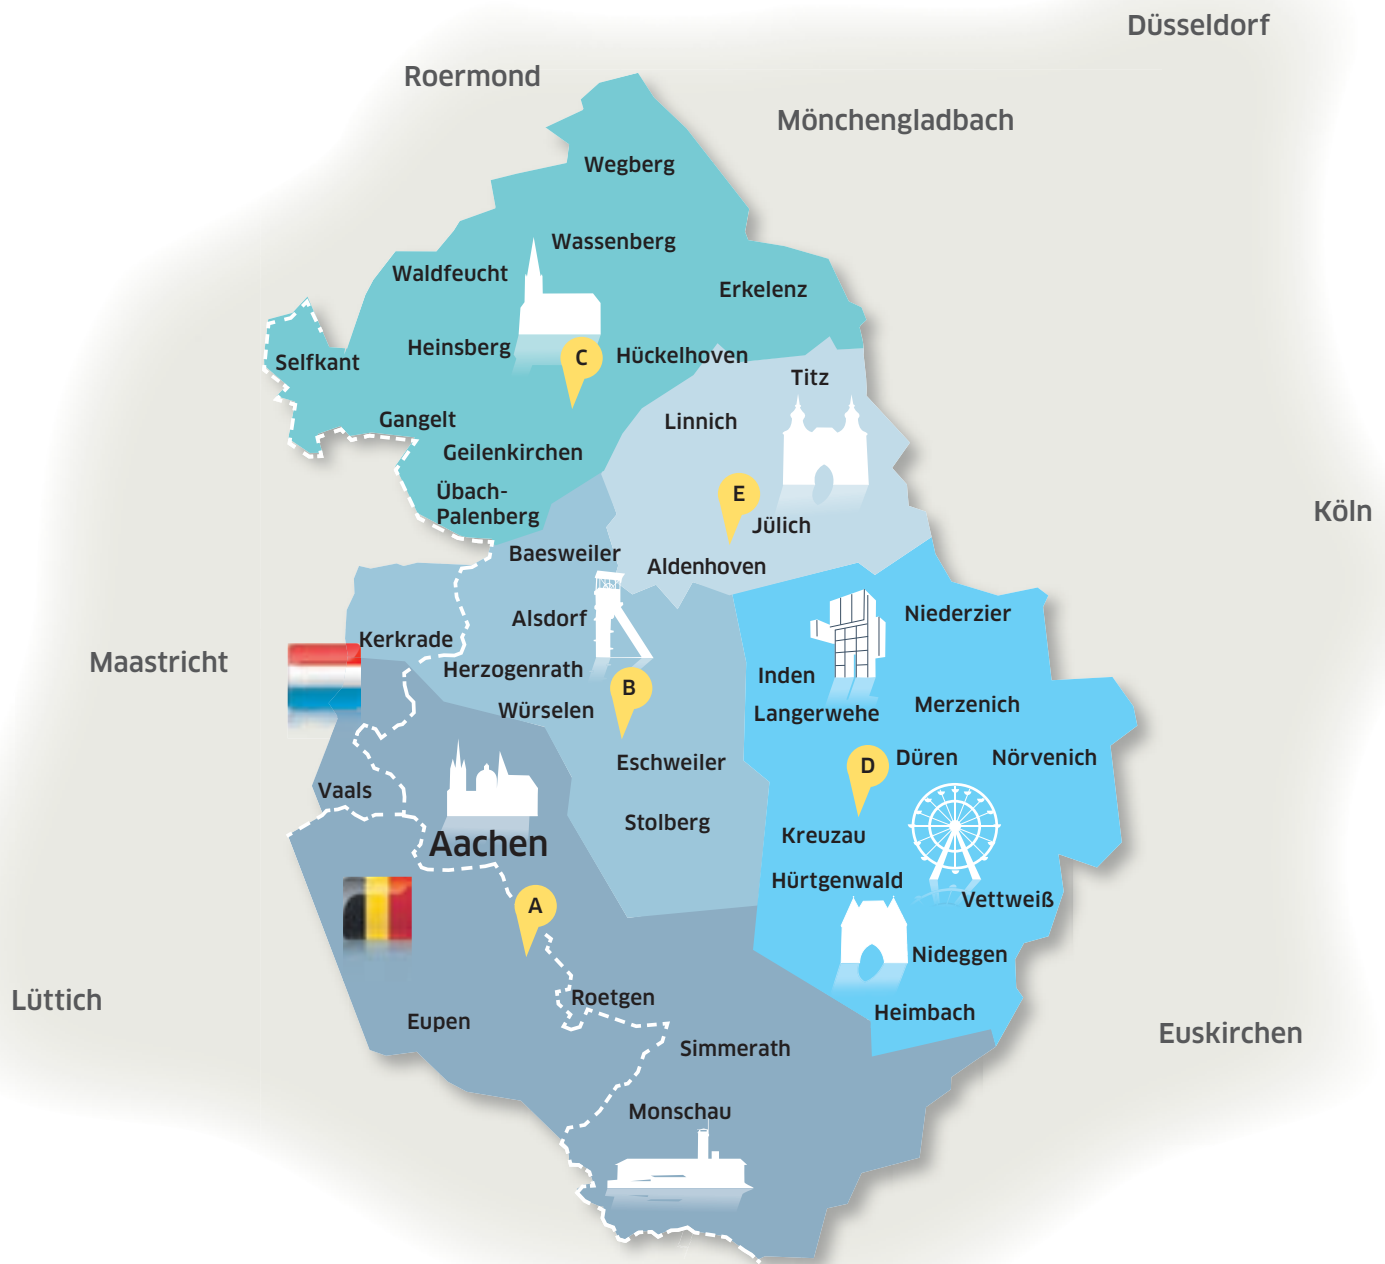 Düsseldorf
Roermond
Mönchengladbach
Wegberg
Wassenberg
Waldfeucht
Erkelenz
Heinsberg
C
Hückelhoven
Selfkant
Titz
Gangelt
Linnich
Geilenkirchen
Übach-
Palenberg
E
Köln
Jülich
Baesweiler
Aldenhoven
Alsdorf
Niederzier
Kerkrade
Maastricht
Herzogenrath
Inden
B
Würselen
Langerwehe
Merzenich
Eschweiler
D
Düren
Nörvenich
Vaals
Stolberg
Kreuzau
Aachen
Hürtgenwald
Vettweiß
A
Nideggen
Roetgen
Lüttich
Heimbach
Eupen
Euskirchen
Simmerath
Monschau